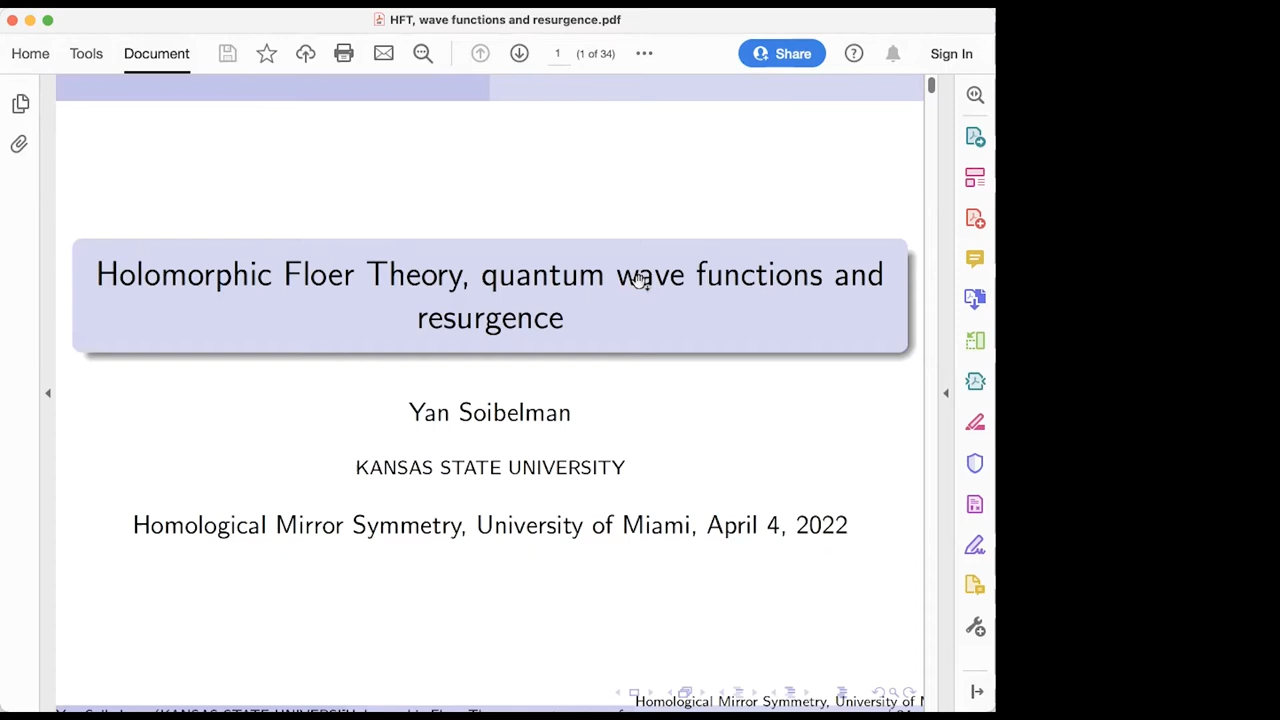 HFT, wave functions and resurgence.pdf
Home Tools Document 1 (1 of 34) Share Sign In
Holomorphic Floer Theory, quantum wave functions and
resurgence
Yan Soibelman
KANSAS STATE UNIVERSITY
Homological Mirror Symmetry, University of Miami, April 4, 2022
Homological Mirror Symmetry, University of